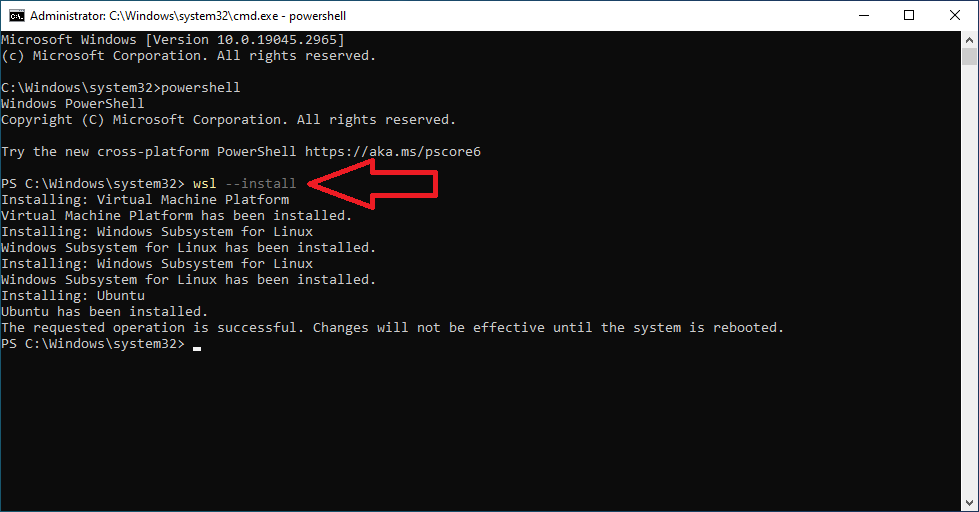 Administrator: C:\Windows\system32\cmd.exe - powershell
Microsoft Windows [Version 10.0.19045.2965]
(c) Microsoft Corporation. All rights reserved.
C:\Windows\system32>powershell
Windows PowerShell
Copyright (C) Microsoft Corporation. All rights reserved.
Try the new cross-platform PowerShell https://aka.ms/pscore6
PS C:\Windows\system32> wsl --install
Installing: Virtual Machine Platform
Virtual Machine Platform has been installed.
Installing: Windows Subsystem for Linux
Windows Subsystem for Linux has been installed.
Installing: Windows Subsystem for Linux
Windows Subsystem for Linux has been installed.
Installing: Ubuntu
Ubuntu has been installed.
The requested operation is successful. Changes will not be effective until the system is rebooted.
PS C:\Windows\system32>